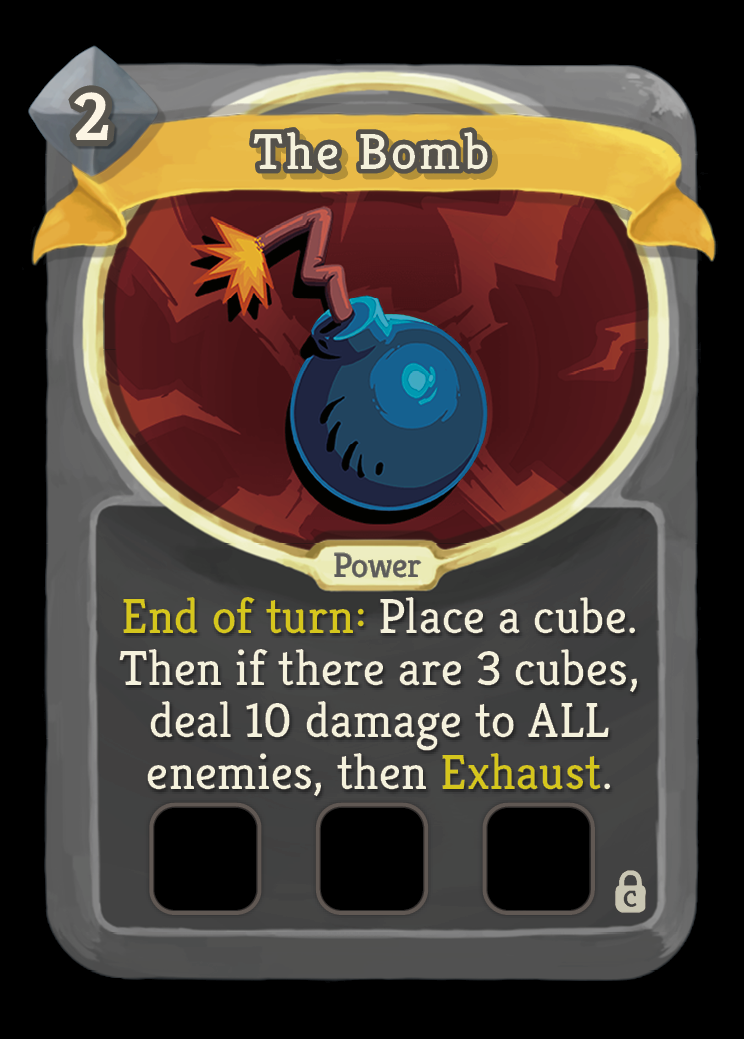 2
The Bomb
Power
End of turn: Place a cube.
Then if there are 3 cubes,
deal 10 damage to ALL
enemies, then Exhaust.
C